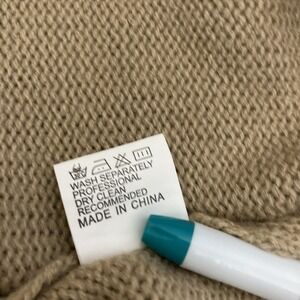 WASH SEPARATELY
PROFESSIONAL
DRY CLEAN
RECOMMENDED
MADE IN CHINA